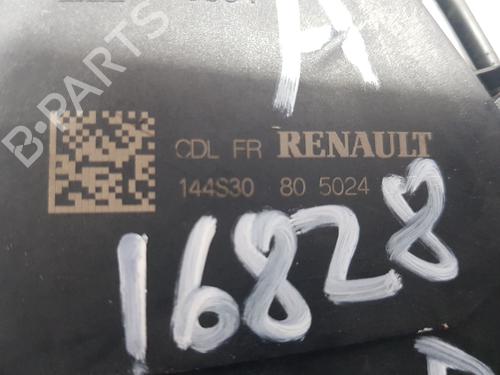 A
CDL FR RENAULT
144S30 80 5024
16828
B-PARTS